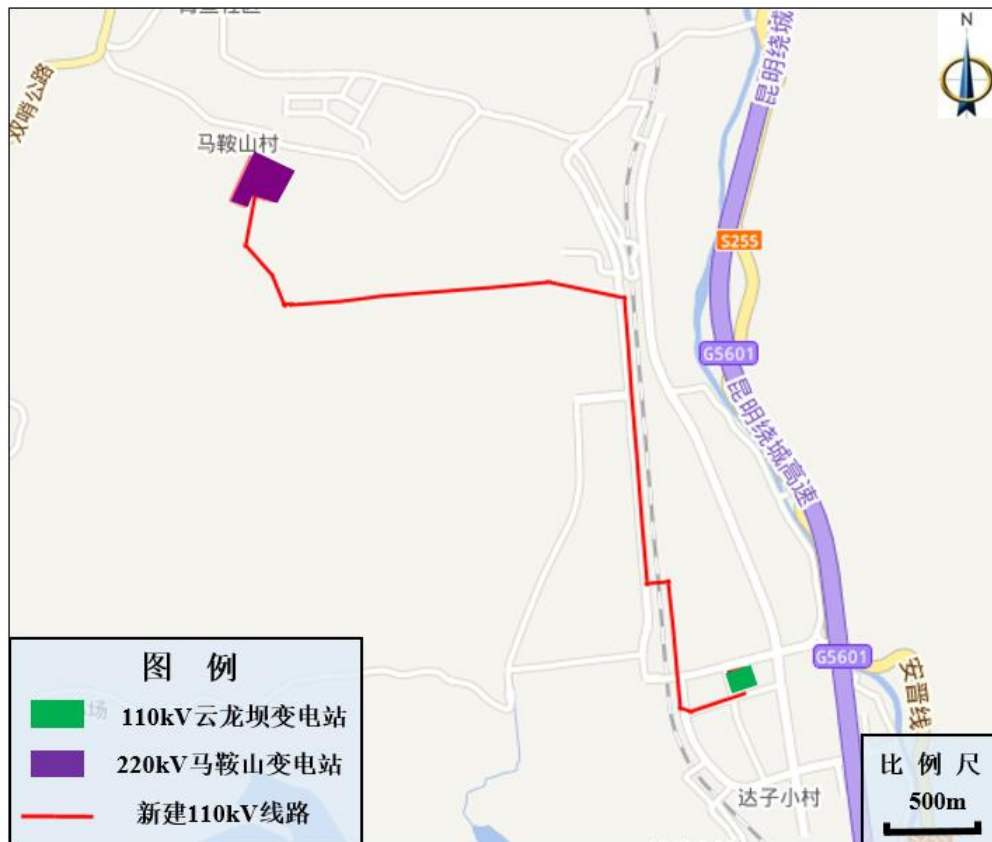 N
双哨公路
马鞍山村
昆明绕城
S255
G5601
昆明绕城高速
G5601
安晋线
达子小村
图 例
场
110kV云龙坝变电站
220kV马鞍山变电站
新建110kV线路
比 例 尺
500m